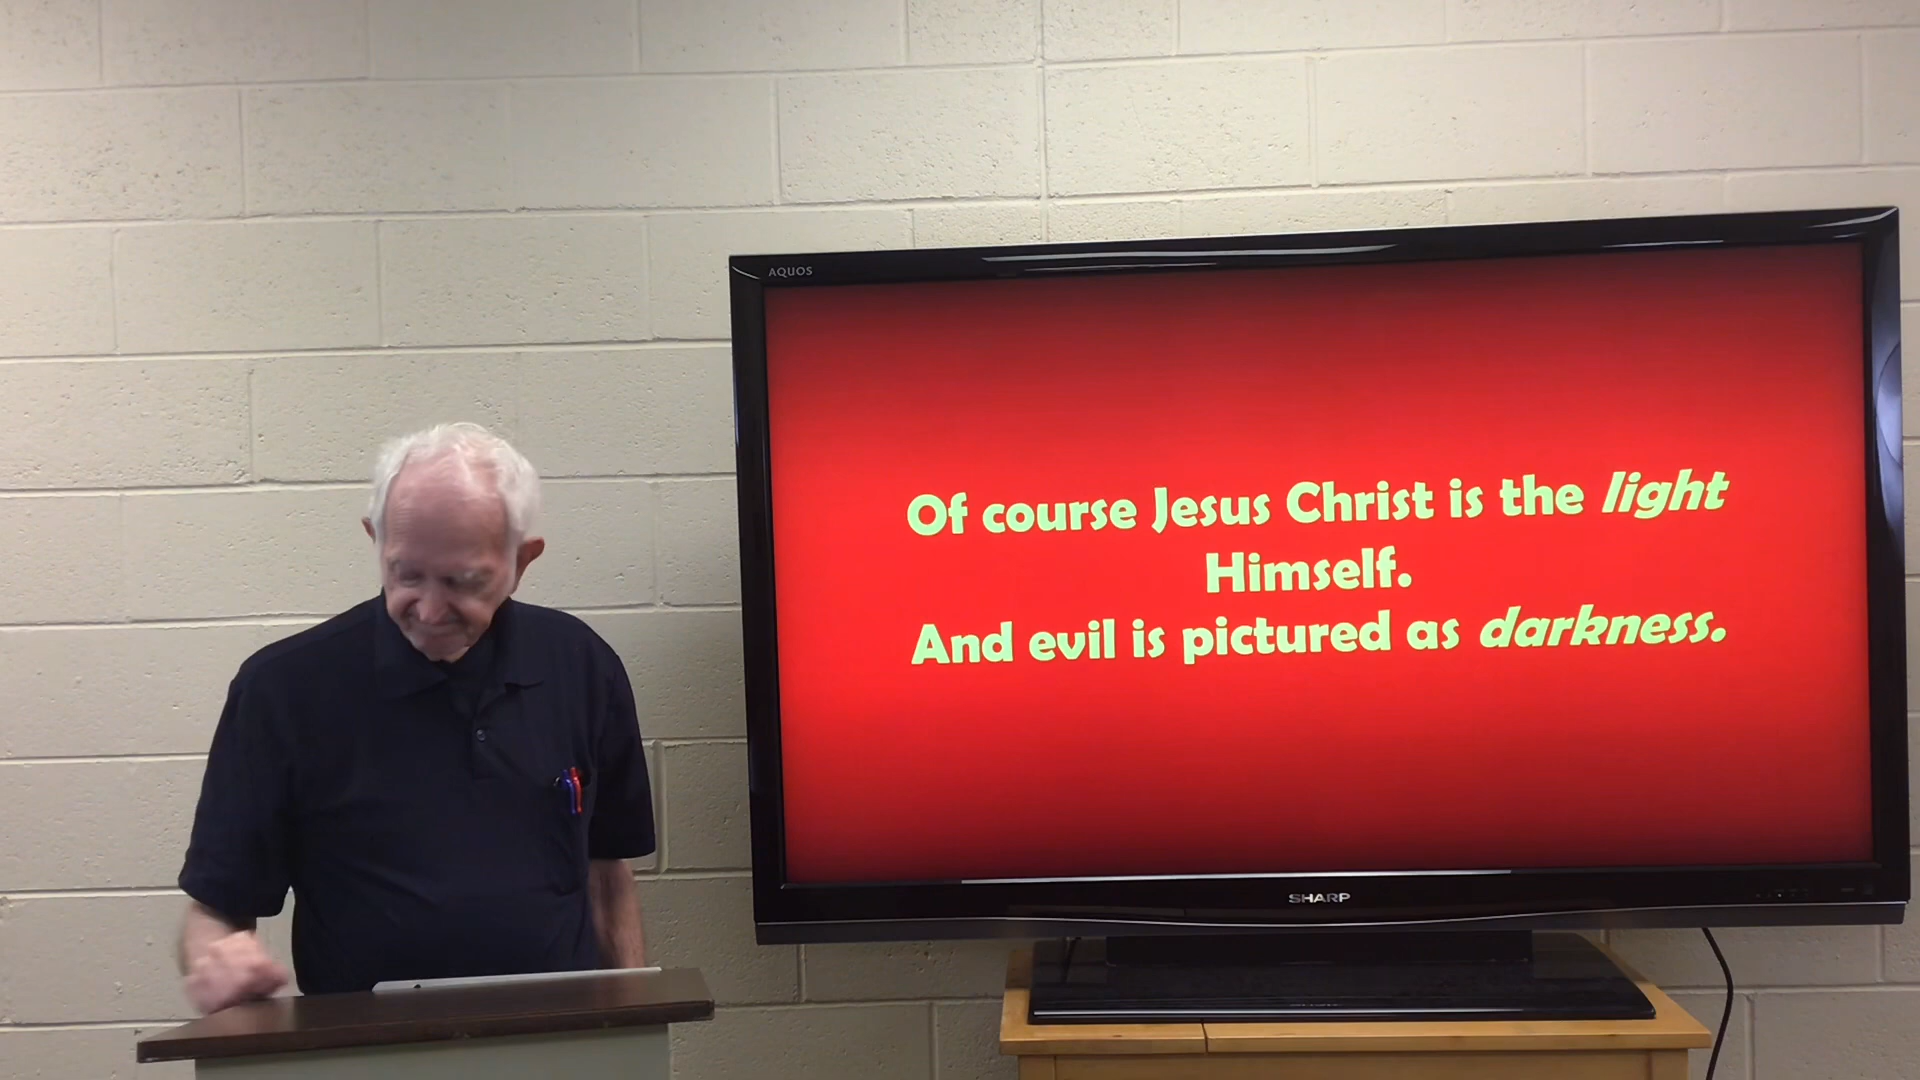 AQUOS
Of course Jesus Christ is the light
Himself.
And evil is pictured as darkness.
SHARP